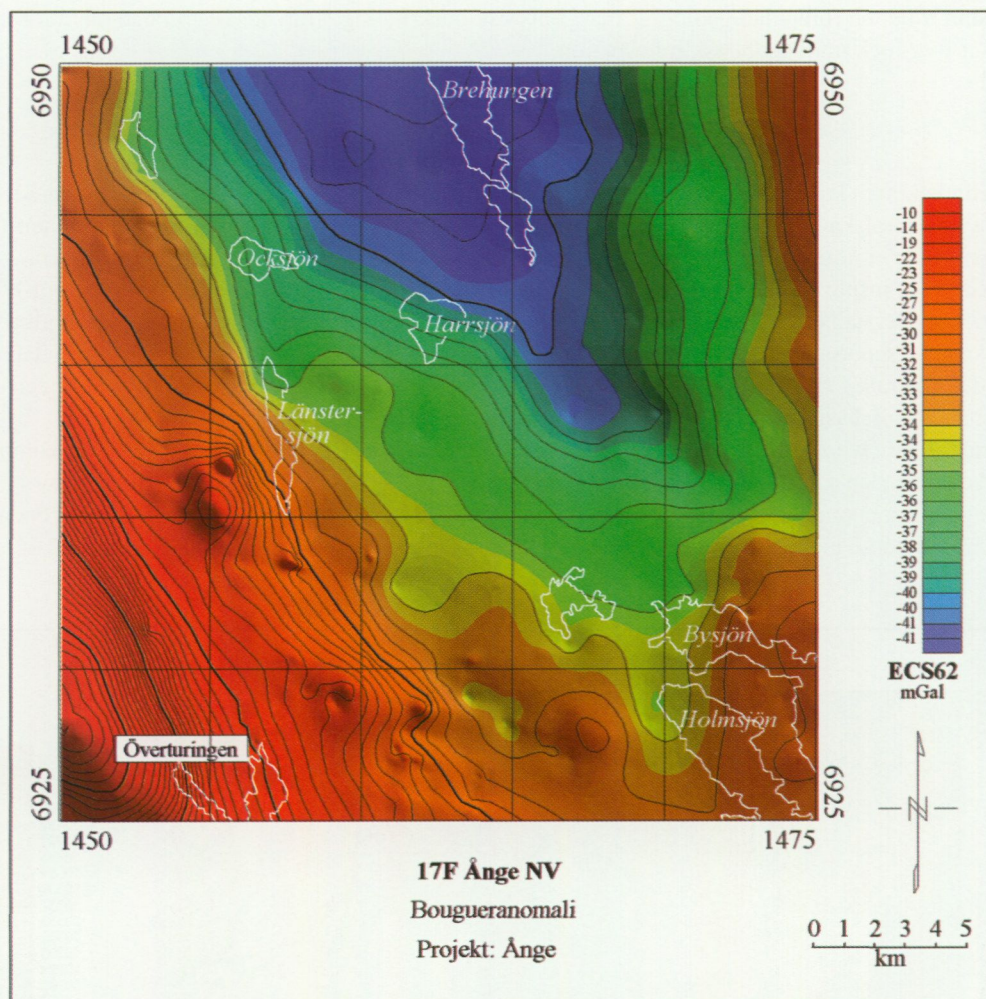 1450 1475
6950 6950
Brehungen
Ocksjön
Harrsjön
Länster-
sjön
Bysjön
Holmsjön
Överturingen
6925 6925
1450 1475
-10
-14
-19
-22
-23
-25
-27
-29
-30
-31
-32
-32
-33
-33
-34
-34
-35
-35
-36
-36
-37
-37
-38
-39
-39
-40
-40
-41
-41
ECS62
mGal
N
17F Ånge NV
Bougueranomali
Projekt: Ånge
0 1 2 3 4 5
km